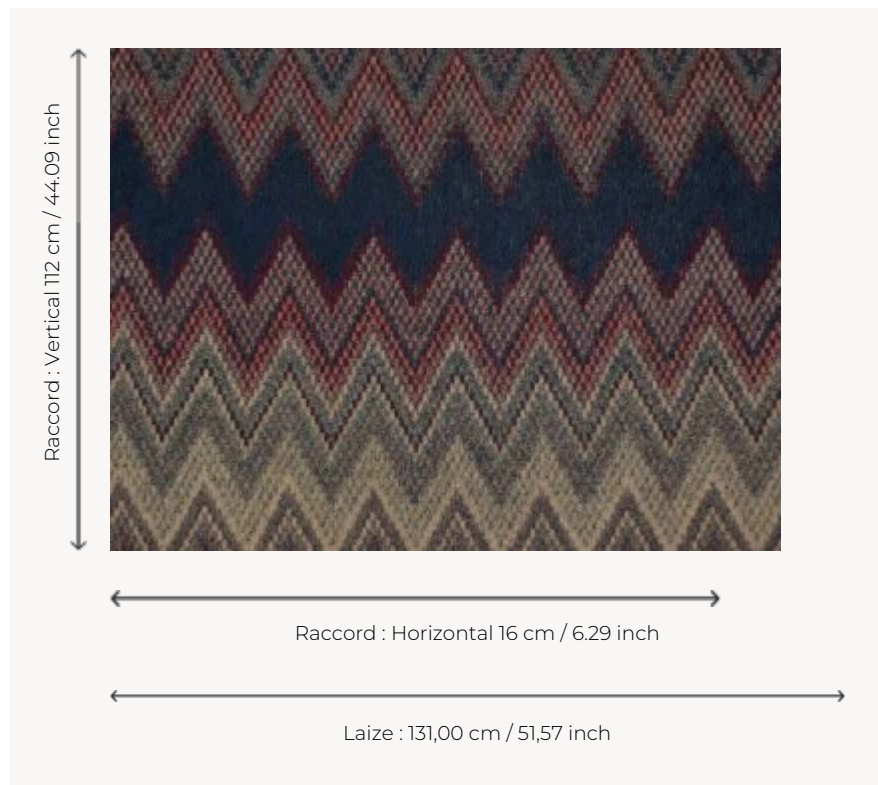 Raccord : Vertical 112 cm / 44.09 inch
Raccord : Horizontal 16 cm / 6.29 inch
Laize : 131,00 cm / 51,57 inch